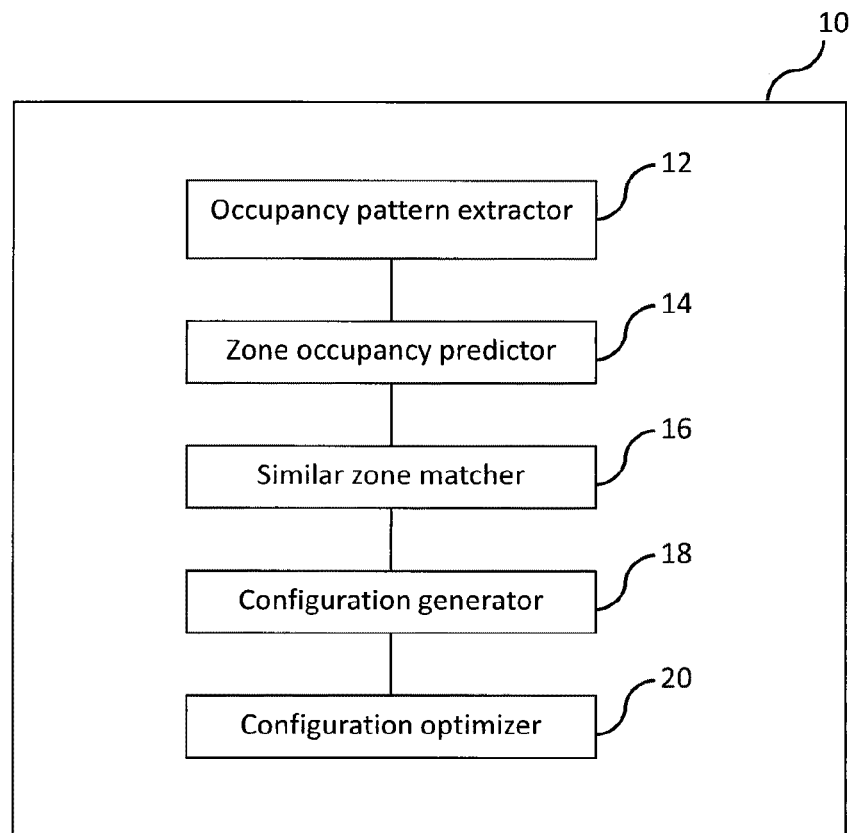 10
Occupancy pattern extractor
12
Zone occupancy predictor
14
Similar zone matcher
16
Configuration generator
18
Configuration optimizer
20